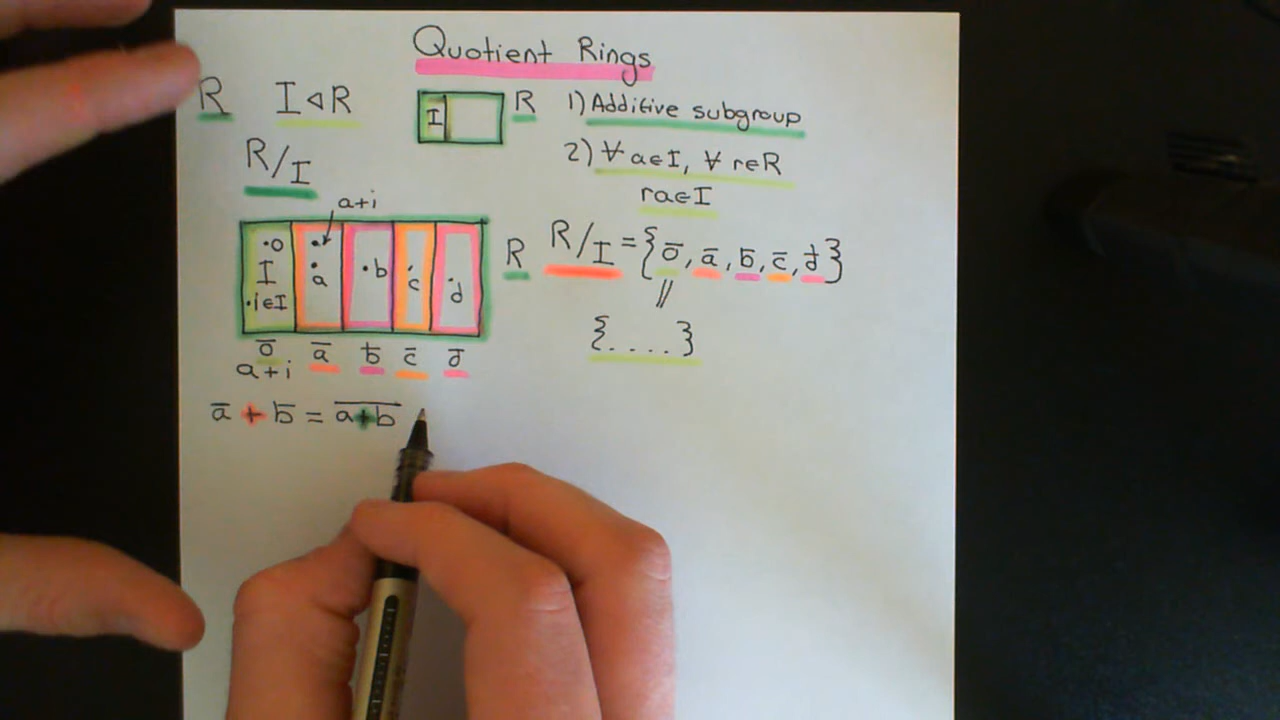 Quotient Rings
R I ◁ R
I R 1) Additive subgroup
R/I
2) ∀ a∈I, ∀ r∈R
ra∈I
a+i
·0 I ·i∈I
·a ·b ·c ·d
R
R/I = {0̅, a̅, b̅, c̅, d̅}
//
{. . . .}
0̅ a̅ b̅ c̅ d̅
a+i
a̅ + b̅ = a̅+̅b̅